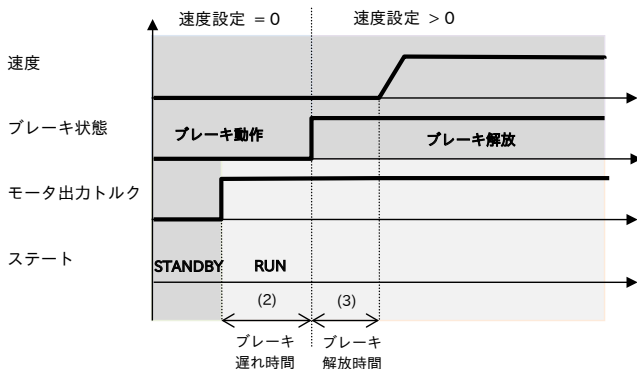 速度設定 = 0
速度設定 > 0
速度
ブレーキ状態
ブレーキ動作
ブレーキ解放
モータ出力トルク
ステート
STANDBY
RUN
(2)
(3)
ブレーキ
遅れ時間
ブレーキ
解放時間